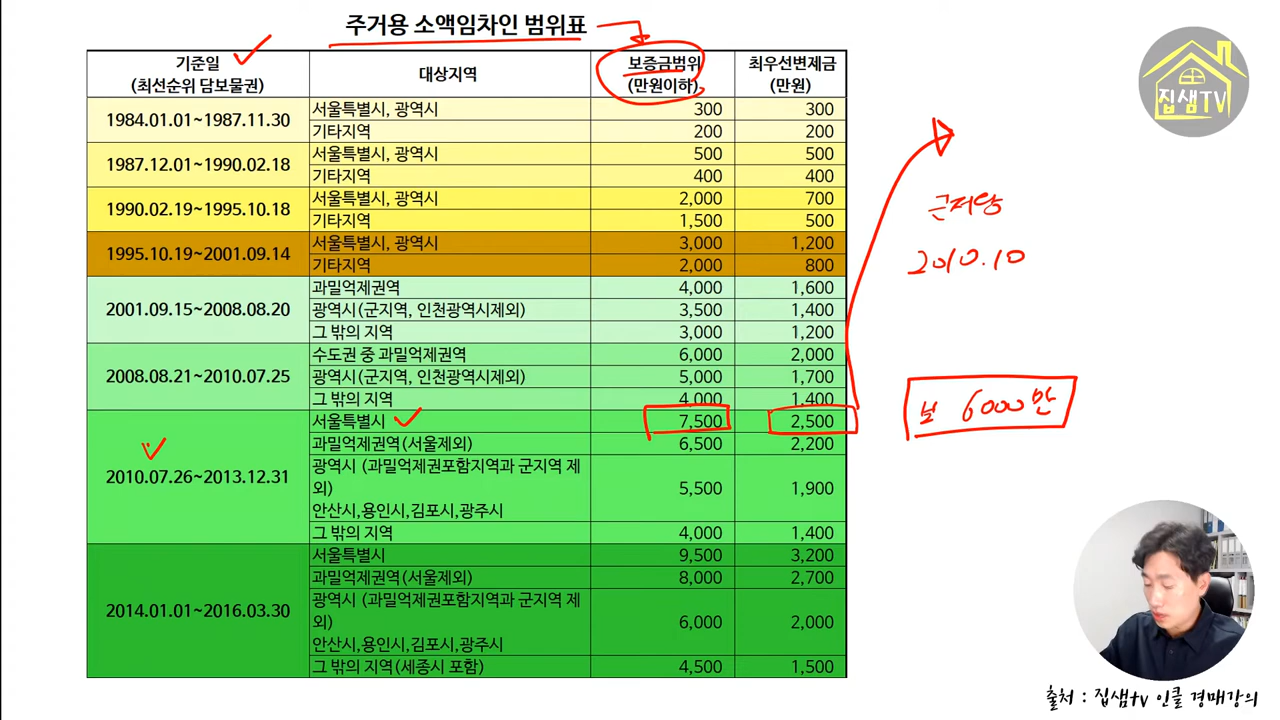 주거용 소액임차인 범위표
기준일 (최선순위 담보물권) 대상지역 보증금범위 (만원이하) 최우선변제금 (만원)
1984.01.01~1987.11.30 서울특별시, 광역시 300 300
기타지역 200 200
1987.12.01~1990.02.18 서울특별시, 광역시 500 500
기타지역 400 400
1990.02.19~1995.10.18 서울특별시, 광역시 2,000 700
기타지역 1,500 500
1995.10.19~2001.09.14 서울특별시, 광역시 3,000 1,200
기타지역 2,000 800
2001.09.15~2008.08.20 과밀억제권역 4,000 1,600
광역시(군지역, 인천광역시제외) 3,500 1,400
그 밖의 지역 3,000 1,200
2008.08.21~2010.07.25 수도권 중 과밀억제권역 6,000 2,000
광역시(군지역, 인천광역시제외) 5,000 1,700
그 밖의 지역 4,000 1,400
2010.07.26~2013.12.31 서울특별시 7,500 2,500
과밀억제권역(서울제외) 6,500 2,200
광역시 (과밀억제권포함지역과 군지역 제
외)
안산시,용인시,김포시,광주시 5,500 1,900
그 밖의 지역 4,000 1,400
2014.01.01~2016.03.30 서울특별시 9,500 3,200
과밀억제권역(서울제외) 8,000 2,700
광역시 (과밀억제권포함지역과 군지역 제
외)
안산시,용인시,김포시,광주시 6,000 2,000
그 밖의 지역(세종시 포함) 4,500 1,500
집샘TV
근저당
2010.10
보 6000만
출처 : 집샘tv 인클 경매강의